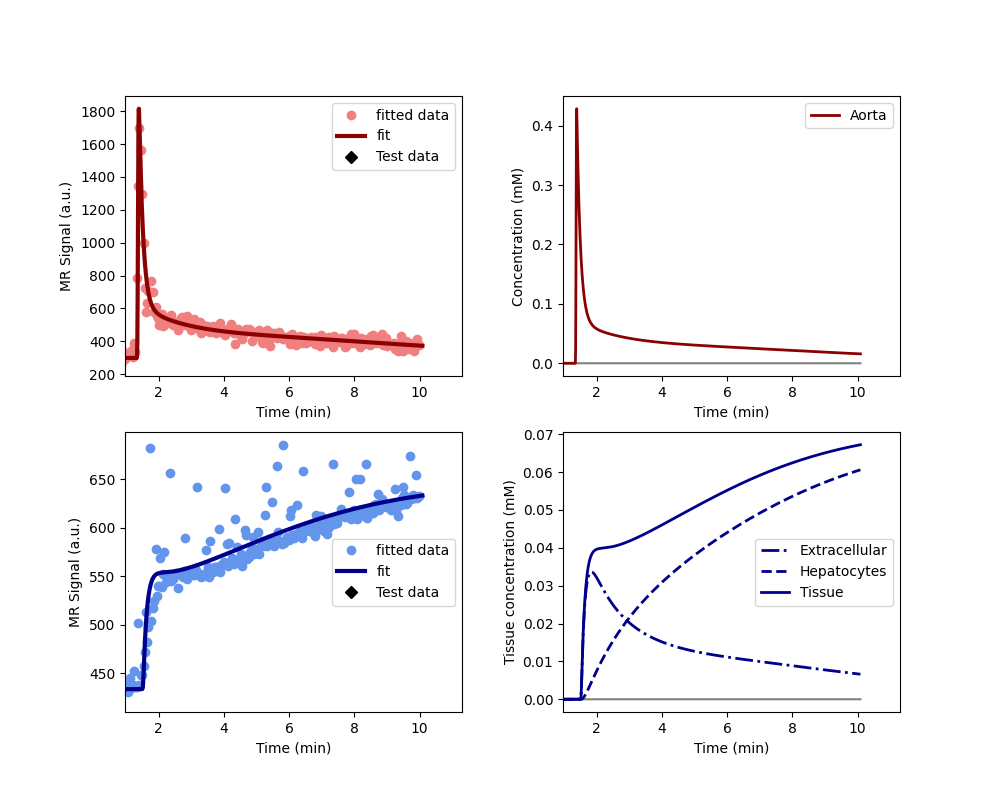 1800
1600
1400
1200
1000
800
600
400
200
MR Signal (a.u.)
fitted data
fit
Test data
2 4 6 8 10
Time (min)
0.4
0.3
0.2
0.1
0.0
Concentration (mM)
Aorta
2 4 6 8 10
Time (min)
650
600
550
500
450
MR Signal (a.u.)
fitted data
fit
Test data
2 4 6 8 10
Time (min)
0.07
0.06
0.05
0.04
0.03
0.02
0.01
0.00
Tissue concentration (mM)
Extracellular
Hepatocytes
Tissue
2 4 6 8 10
Time (min)